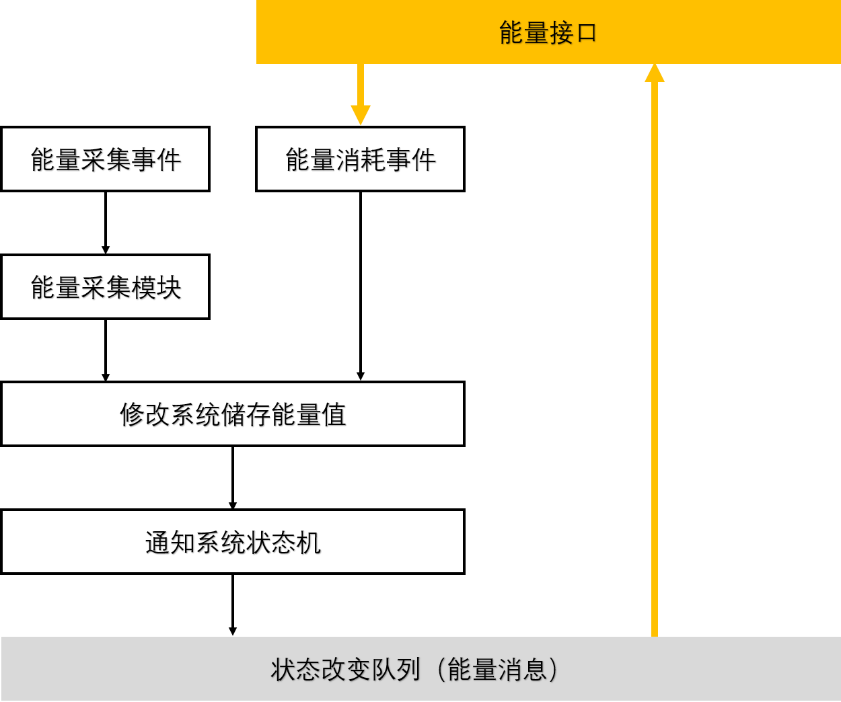 能量接口
能量采集事件
能量消耗事件
能量采集模块
修改系统储存能量值
通知系统状态机
状态改变队列（能量消息）